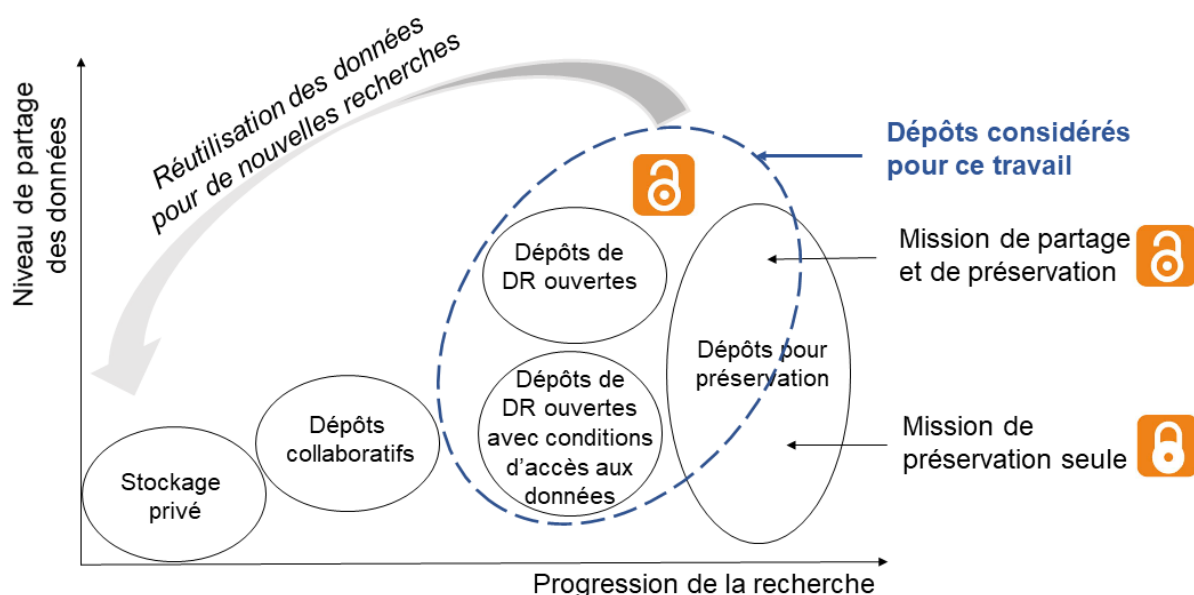 Niveau de partage
des données
Réutilisation des données
pour de nouvelles recherches
Dépôts considérés
pour ce travail
Mission de partage
et de préservation
Dépôts de
DR ouvertes
Dépôts pour
préservation
Dépôts de
DR ouvertes
avec conditions
d'accès aux
données
Dépôts
collaboratifs
Stockage
privé
Mission de
préservation seule
Progression de la recherche